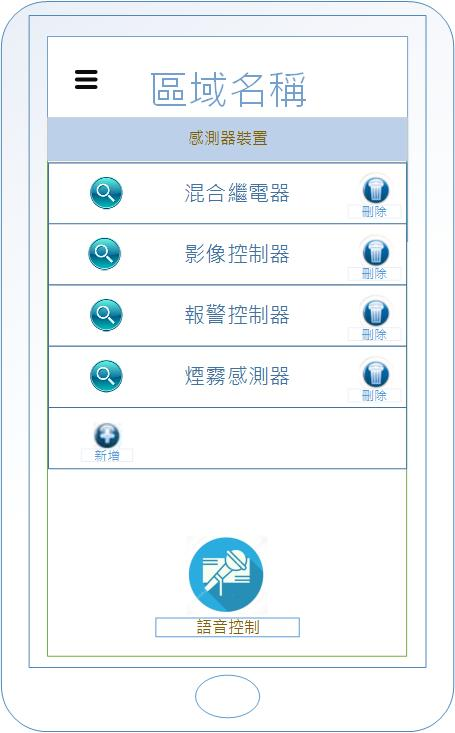 區域名稱
感測器裝置
混合繼電器
刪除
影像控制器
刪除
報警控制器
刪除
煙霧感測器
刪除
新增
語音控制